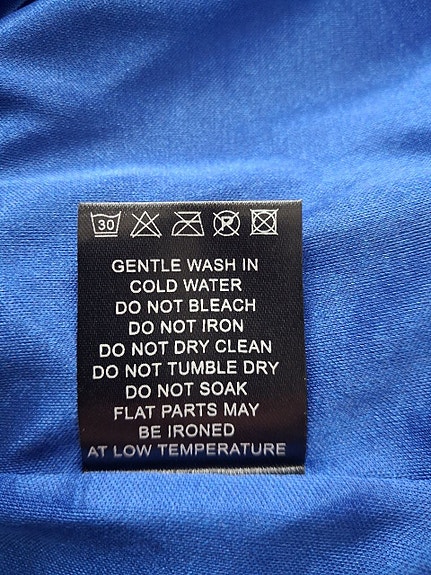 30 P
GENTLE WASH IN
COLD WATER
DO NOT BLEACH
DO NOT IRON
DO NOT DRY CLEAN
DO NOT TUMBLE DRY
DO NOT SOAK
FLAT PARTS MAY
BE IRONED
AT LOW TEMPERATURE